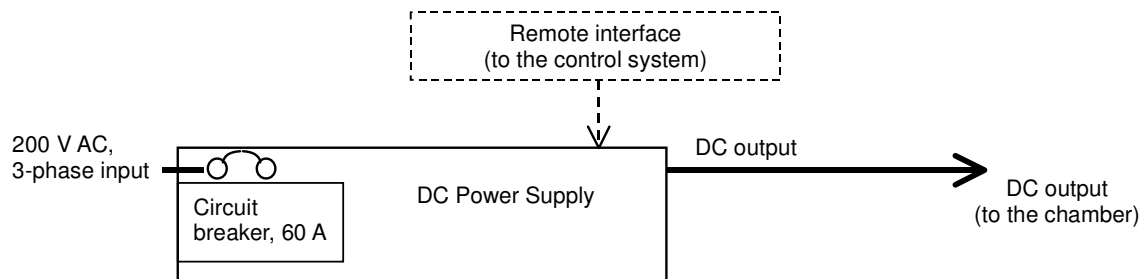 Remote interface
(to the control system)
200 V AC,
3-phase input
DC output
Circuit
breaker, 60 A
DC Power Supply
DC output
(to the chamber)